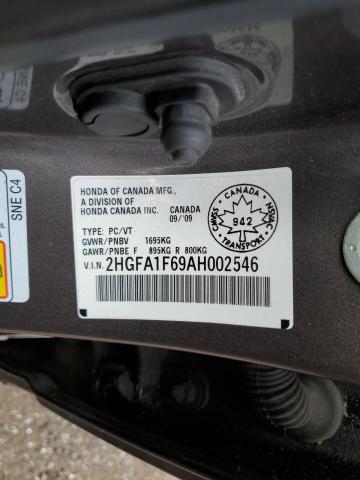 HONDA OF CANADA MFG.,
A DIVISION OF CANADA
HONDA CANADA INC. 09/'09
TYPE: PC/VT
GVWR/PNBV 1695KG
GAWR/PNBE F 895KG R 800KG
V.I.N. 2HGFA1F69AH002546
CANADA
CMVSS
942
NSVAC
TRANSPORT
SNE C4